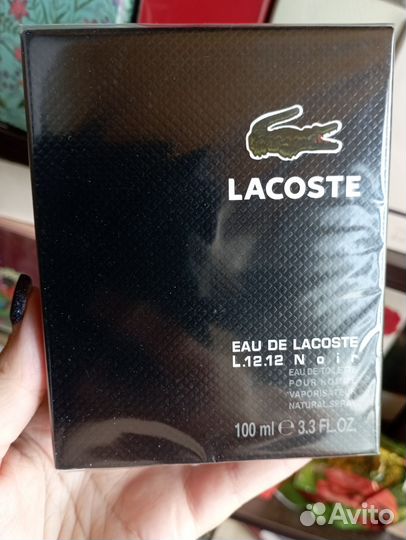 LACOSTE
EAU DE LACOSTE
L.12.12 Noir
EAU DE TOILETTE
POUR HOMME
VAPORISATEUR
NATURAL SPRAY
100 ml ℮ 3.3 FL.OZ.
Avito